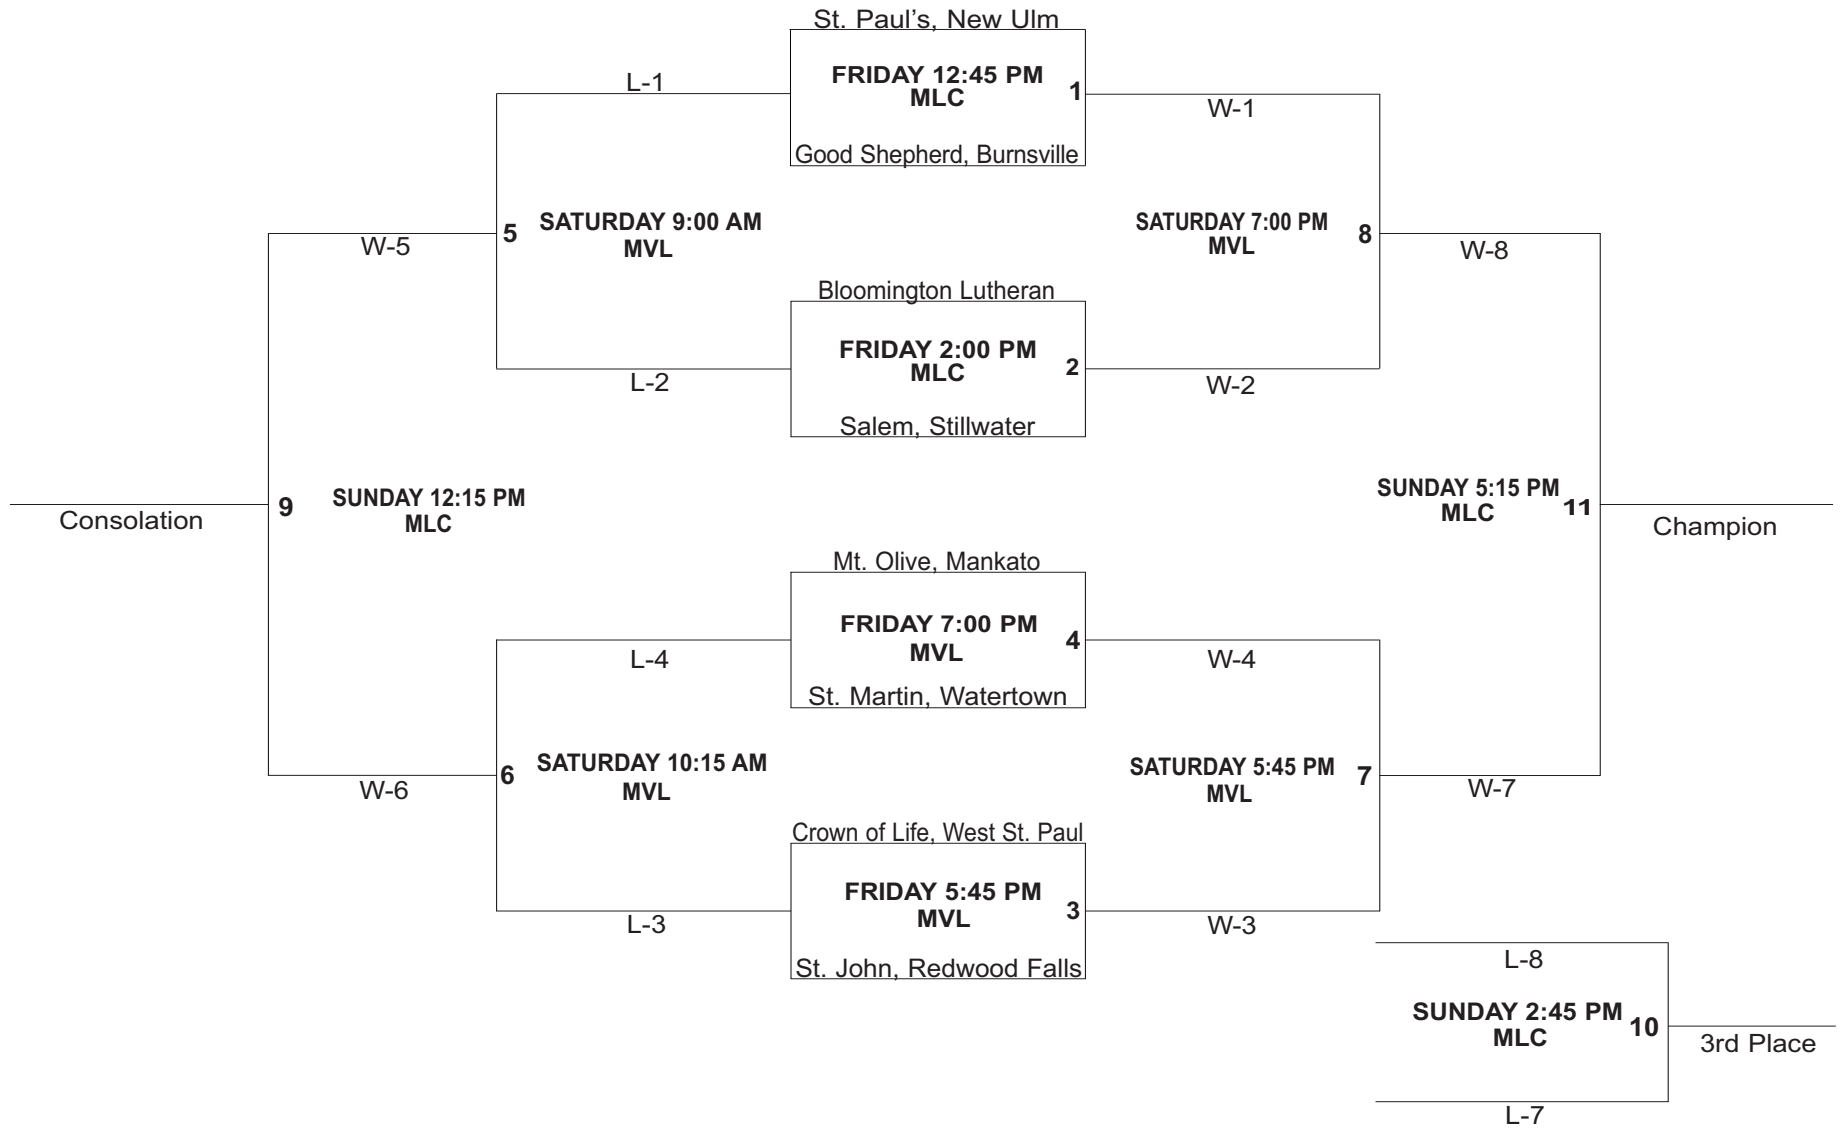 St. Paul's, New Ulm
L-1
FRIDAY 12:45 PM
MLC
1
W-1
Good Shepherd, Burnsville
W-5
5
SATURDAY 9:00 AM
MVL
SATURDAY 7:00 PM
MVL
8
W-8
Bloomington Lutheran
L-2
FRIDAY 2:00 PM
MLC
2
W-2
Salem, Stillwater
Consolation
9
SUNDAY 12:15 PM
MLC
SUNDAY 5:15 PM
MLC
11
Champion
Mt. Olive, Mankato
L-4
FRIDAY 7:00 PM
MVL
4
W-4
St. Martin, Watertown
W-6
6
SATURDAY 10:15 AM
MVL
SATURDAY 5:45 PM
MVL
7
W-7
Crown of Life, West St. Paul
L-3
FRIDAY 5:45 PM
MVL
3
W-3
St. John, Redwood Falls
L-8
SUNDAY 2:45 PM
MLC
10
3rd Place
L-7